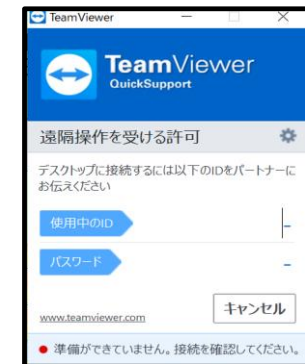 TeamViewer
TeamViewer
QuickSupport
遠隔操作を受ける許可
デスクトップに接続するには以下のIDをパートナーに
お伝えください
使用中のID
–
パスワード
–
www.teamviewer.com
キャンセル
準備ができていません。接続を確認してください。